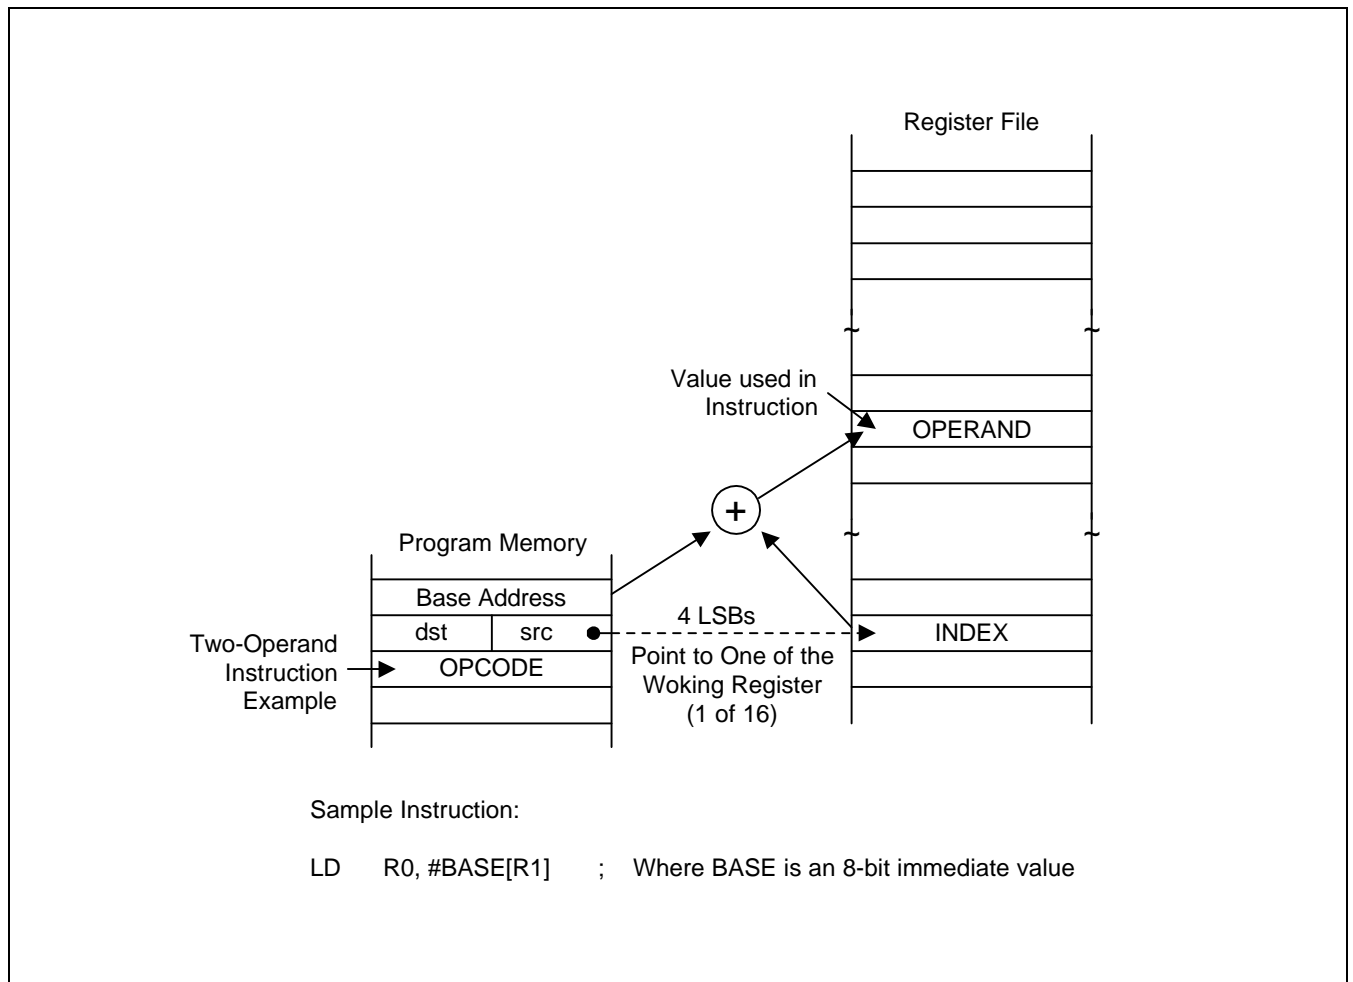 Register File
Value used in
Instruction
OPERAND
+
Program Memory
Base Address
dst
src
4 LSBs
INDEX
Two-Operand
Instruction
Example
OPCODE
Point to One of the
Woking Register
(1 of 16)
Sample Instruction:
LD R0, #BASE[R1] ; Where BASE is an 8-bit immediate value